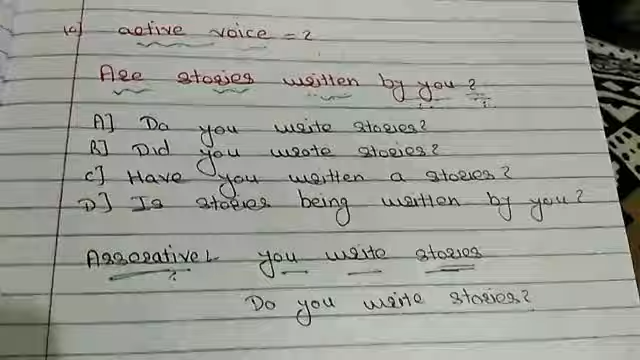 (c) active voice = ?
Are stories written by you ?
A] Do you write stories?
B] Did you wrote stories?
C] Have you written a stories?
D] Is stories being written by you?
Assorative :- you write stories
Do you write stories?